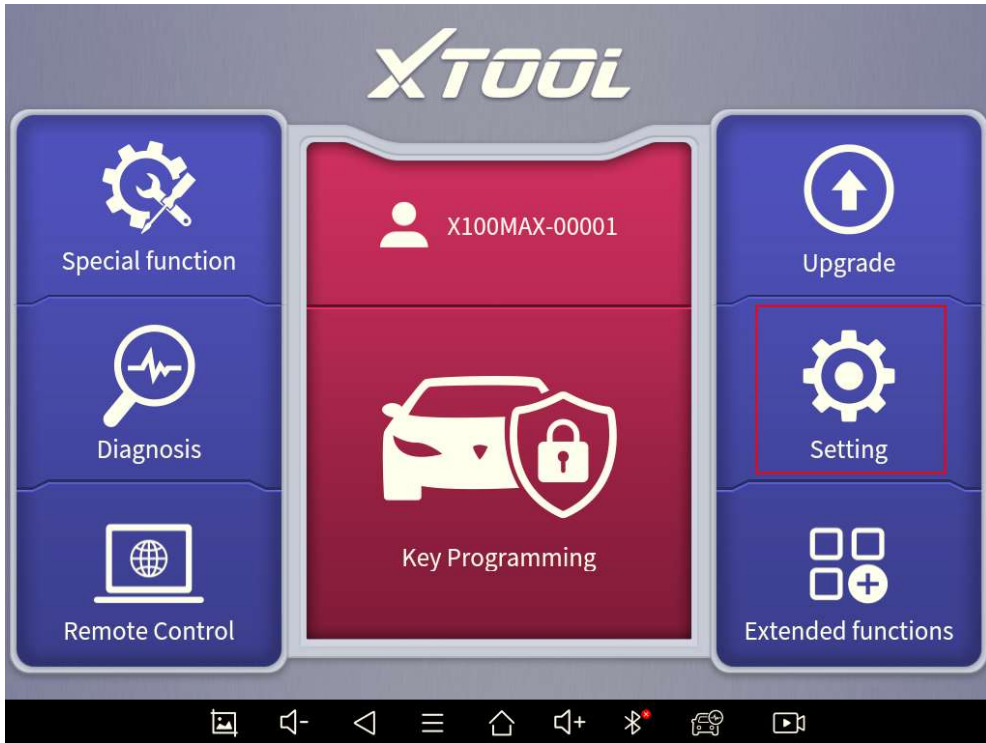 XTOOL
Special function
Diagnosis
Remote Control
X100MAX-00001
Key Programming
Upgrade
Setting
Extended functions